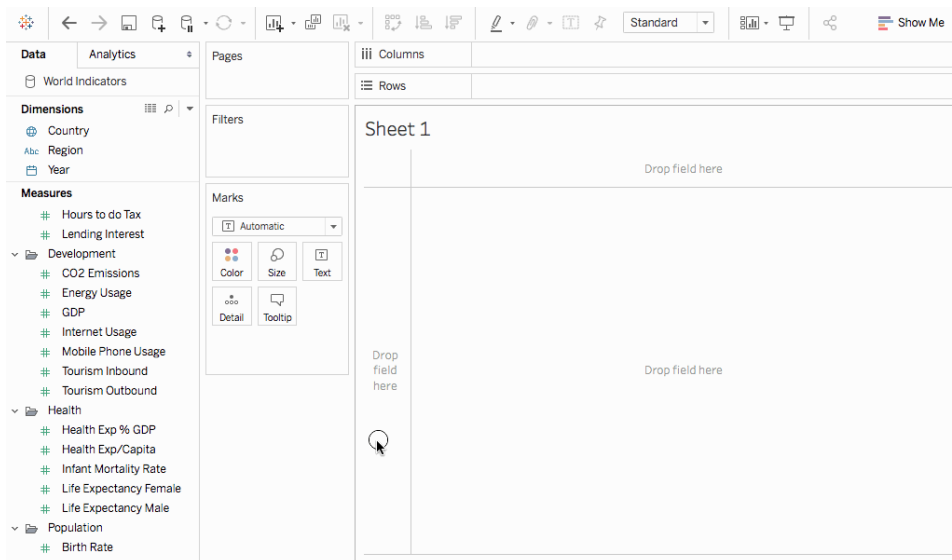 Standard
Show Me
Data
Analytics
World Indicators
Dimensions
Country
Abc Region
Year
Measures
Hours to do Tax
Lending Interest
Development
CO2 Emissions
Energy Usage
GDP
Internet Usage
Mobile Phone Usage
Tourism Inbound
Tourism Outbound
Health
Health Exp % GDP
Health Exp/Capita
Infant Mortality Rate
Life Expectancy Female
Life Expectancy Male
Population
Birth Rate
Pages
Filters
Marks
T Automatic
Color
Size
T
Text
Detail
Tooltip
Columns
Rows
Sheet 1
Drop field here
Drop
field
here
Drop field here